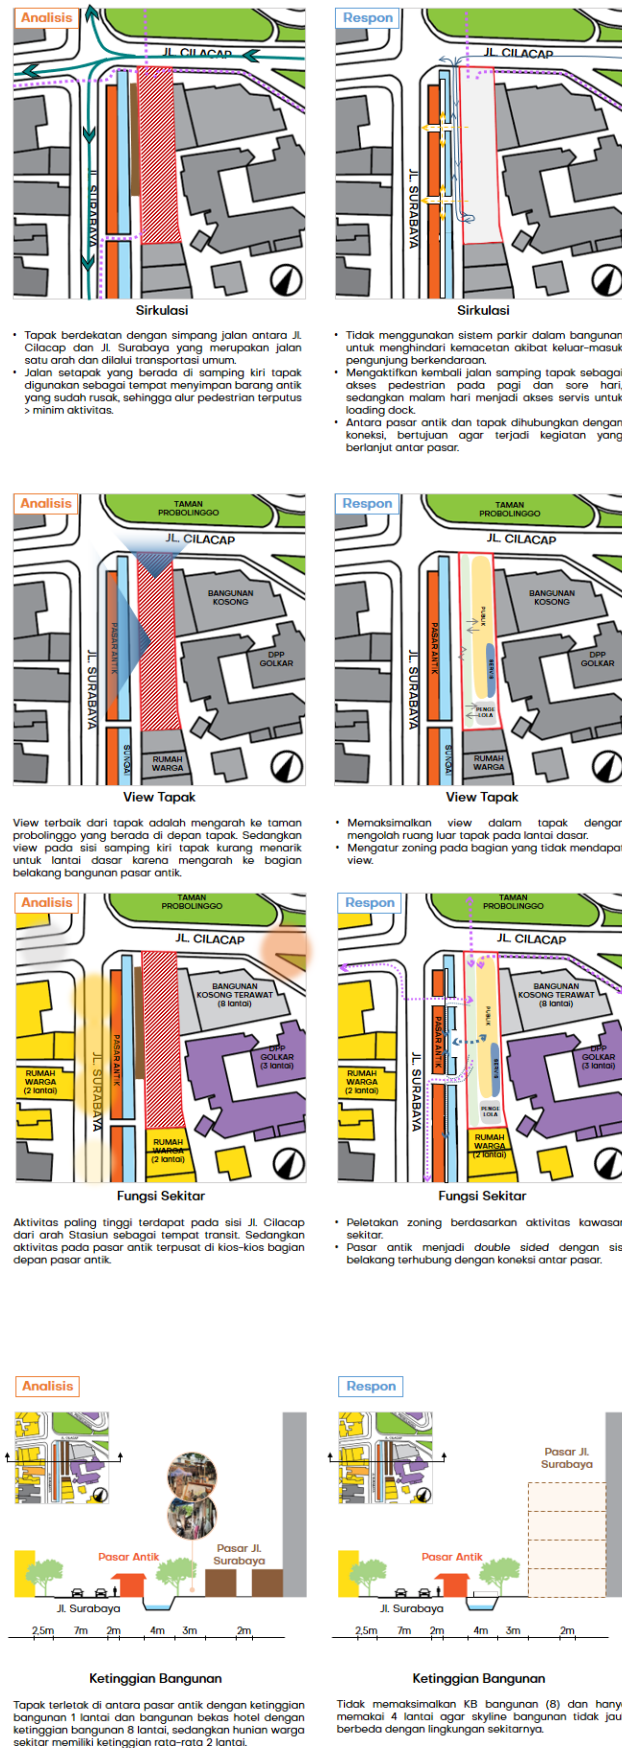 Analisis
JL. CILACAP
JL. SURABAYA
Sirkulasi
• Tapak berdekatan dengan simpang jalan antara Jl.
Cilacap dan Jl. Surabaya yang merupakan jalan
satu arah dan dilalui transportasi umum.
• Jalan setapak yang berada di samping kiri tapak
digunakan sebagai tempat menyimpan barang antik
yang sudah rusak, sehingga alur pedestrian terputus
> minim aktivitas.
Respon
JL. CILACAP
JL. SURABAYA
Sirkulasi
• Tidak menggunakan sistem parkir dalam bangunan
untuk menghindari kemacetan akibat keluar-masuk
pengunjung berkendaraan.
• Mengaktifkan kembali jalan samping tapak sebagai
akses pedestrian pada pagi dan sore hari,
sedangkan malam hari menjadi akses servis untuk
loading dock.
• Antara pasar antik dan tapak dihubungkan dengan
koneksi, bertujuan agar terjadi kegiatan yang
berlanjut antar pasar.
Analisis
TAMAN
PROBOLINGGO
JL. CILACAP
BANGUNAN
KOSONG
PASAR ANTIK
DPP
GOLKAR
JL. SURABAYA
SUNGAI
RUMAH
WARGA
View Tapak
View terbaik dari tapak adalah mengarah ke taman
probolinggo yang berada di depan tapak. Sedangkan
view pada sisi samping kiri tapak kurang menarik
untuk lantai dasar karena mengarah ke bagian
belakang bangunan pasar antik.
Respon
TAMAN
PROBOLINGGO
JL. CILACAP
BANGUNAN
KOSONG
PUBLIK
PASAR ANTIK
SERVIS
DPP
GOLKAR
JL. SURABAYA
PENGE
LOLA
SUNGAI
RUMAH
WARGA
View Tapak
• Memaksimalkan view dalam tapak dengan
mengolah ruang luar tapak pada lantai dasar.
• Mengatur zoning pada bagian yang tidak mendapat
view.
Analisis
TAMAN
PROBOLINGGO
JL. CILACAP
BANGUNAN
KOSONG TERAWAT
(8 lantai)
PASAR ANTIK
DPP
GOLKAR
(3 lantai)
RUMAH
WARGA
(2 lantai)
JL. SURABAYA
RUMAH
WARGA
(2 lantai)
Fungsi Sekitar
Aktivitas paling tinggi terdapat pada sisi Jl. Cilacap
dari arah Stasiun sebagai tempat transit. Sedangkan
aktivitas pada pasar antik terpusat di kios-kios bagian
depan pasar antik.
Respon
TAMAN
PROBOLINGGO
JL. CILACAP
BANGUNAN
KOSONG TERAWAT
(8 lantai)
PUBLIK
PASAR ANTIK
SERVIS
DPP
GOLKAR
(3 lantai)
RUMAH
WARGA
(2 lantai)
JL. SURABAYA
PENGE
LOLA
RUMAH
WARGA
(2 lantai)
Fungsi Sekitar
• Peletakan zoning berdasarkan aktivitas kawasan
sekitar.
• Pasar antik menjadi double sided dengan sisi
belakang terhubung dengan koneksi antar pasar.
Analisis
Pasar Antik
Pasar Jl.
Surabaya
Jl. Surabaya
2,5m 7m 2m 4m 3m 2m
Ketinggian Bangunan
Tapak terletak di antara pasar antik dengan ketinggian
bangunan 1 lantai dan bangunan bekas hotel dengan
ketinggian bangunan 8 lantai, sedangkan hunian warga
sekitar memiliki ketinggian rata-rata 2 lantai.
Respon
Pasar Jl.
Surabaya
Pasar Antik
Jl. Surabaya
2,5m 7m 2m 4m 3m 2m
Ketinggian Bangunan
Tidak memaksimalkan KB bangunan (8) dan hanya
memakai 4 lantai agar skyline bangunan tidak jauh
berbeda dengan lingkungan sekitarnya.